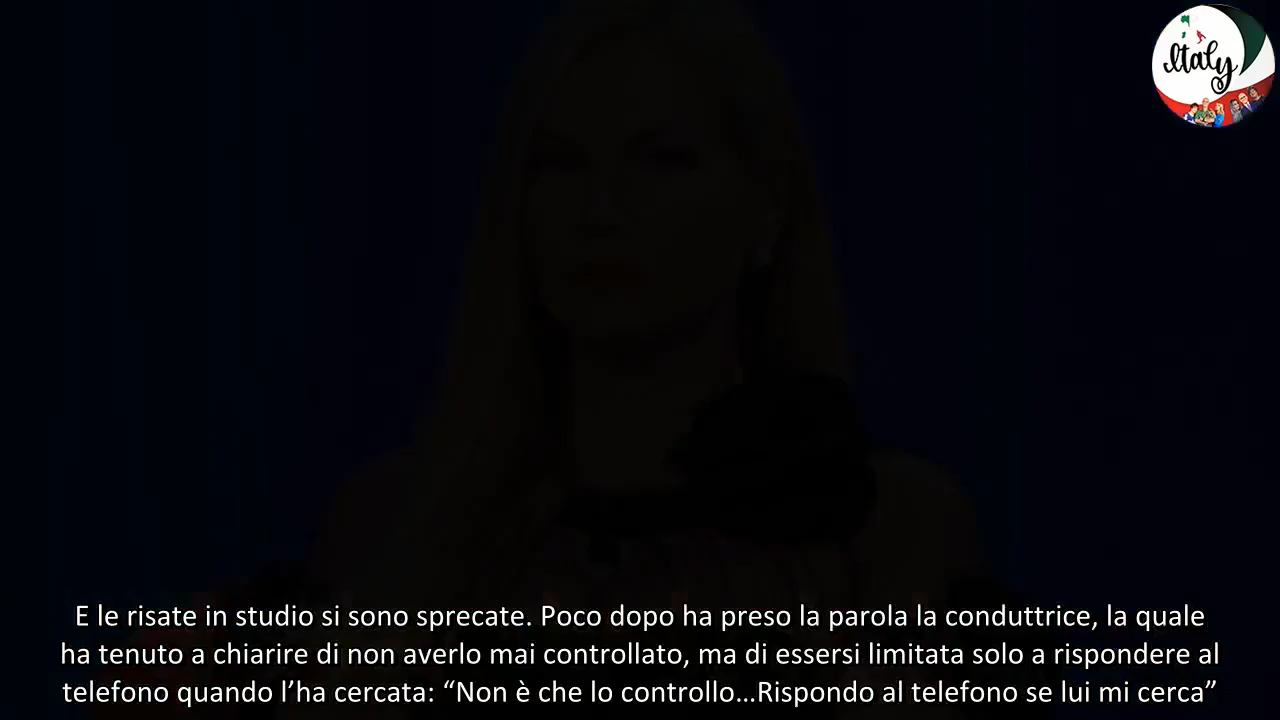 Italy
E le risate in studio si sono sprecate. Poco dopo ha preso la parola la conduttrice, la quale
ha tenuto a chiarire di non averlo mai controllato, ma di essersi limitata solo a rispondere al
telefono quando l’ha cercata: “Non è che lo controllo…Rispondo al telefono se lui mi cerca”